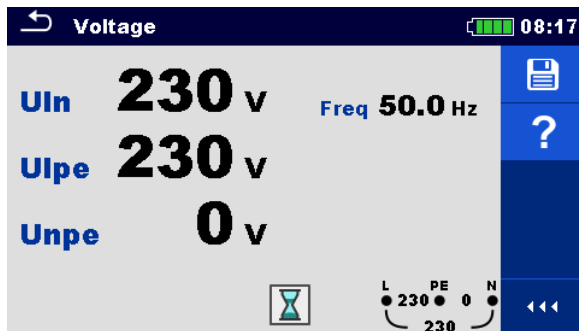 Voltage 08:17
Uln 230 V Freq 50.0 Hz
?
Ulpe 230 V
Unpe 0 V
L PE N
230 0
230